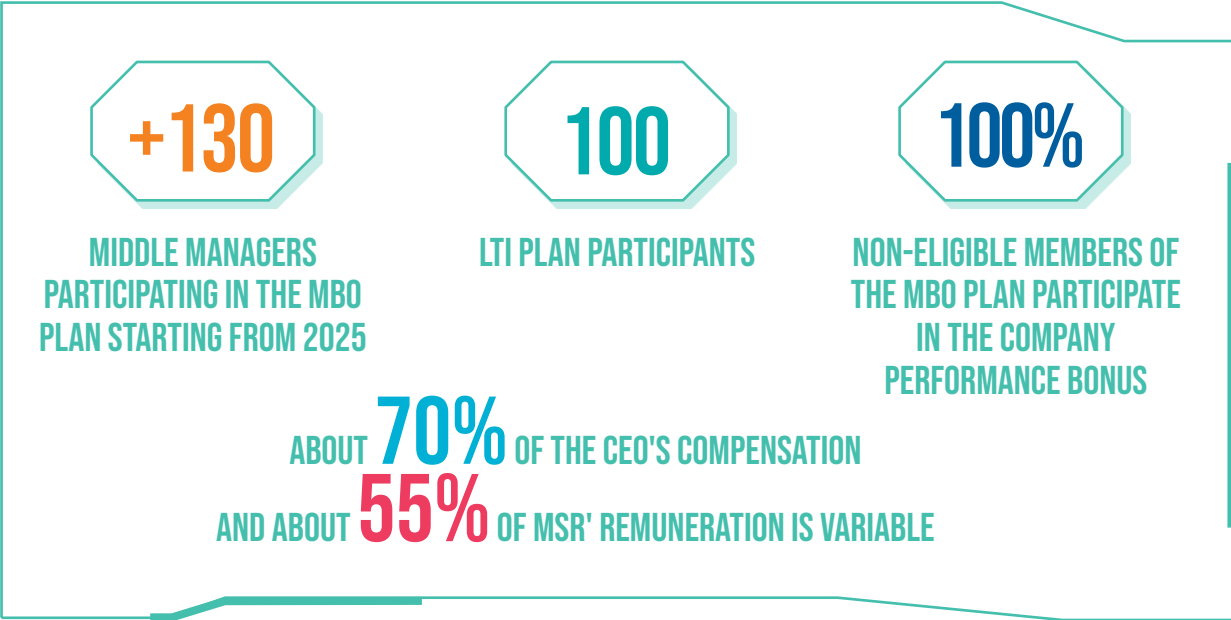 +130
MIDDLE MANAGERS
PARTICIPATING IN THE MBO
PLAN STARTING FROM 2025
100
LTI PLAN PARTICIPANTS
100%
NON-ELIGIBLE MEMBERS OF
THE MBO PLAN PARTICIPATE
IN THE COMPANY
PERFORMANCE BONUS
ABOUT 70% OF THE CEO'S COMPENSATION
AND ABOUT 55% OF MSR' REMUNERATION IS VARIABLE